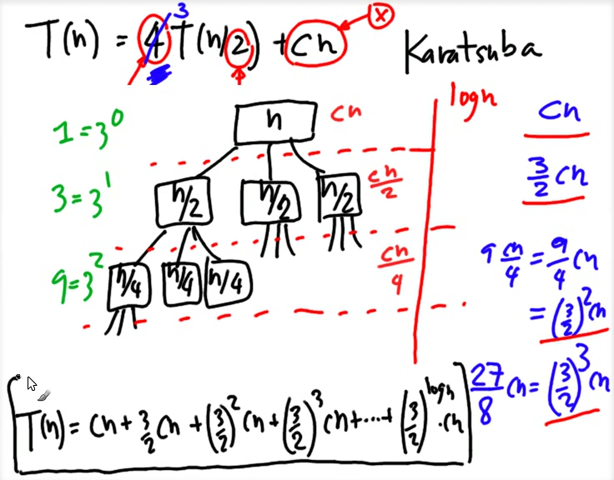 T(n) = 4 3 T(n/2) + cn (x)
Karatsuba
1 = 3^0
n
cn
log n
cn
3 = 3^1
n/2 n/2 n/2
cn/2
3/2 cn
9 = 3^2
n/4 n/4 n/4
cn/4
9 cn/4 = 9/4 cn
= (3/2)^2 cn
27/8 cn = (3/2)^3 cn
T(n) = cn + 3/2 cn + (3/2)^2 cn + (3/2)^3 cn + ... + (3/2)^log n · cn